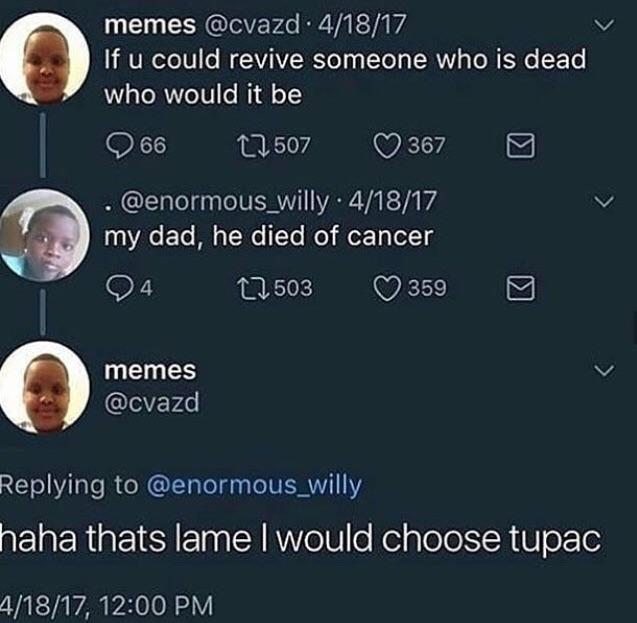 memes @cvazd · 4/18/17
If u could revive someone who is dead
who would it be
66 507 367
. @enormous_willy · 4/18/17
my dad, he died of cancer
4 503 359
memes
@cvazd
Replying to @enormous_willy
haha thats lame I would choose tupac
4/18/17, 12:00 PM